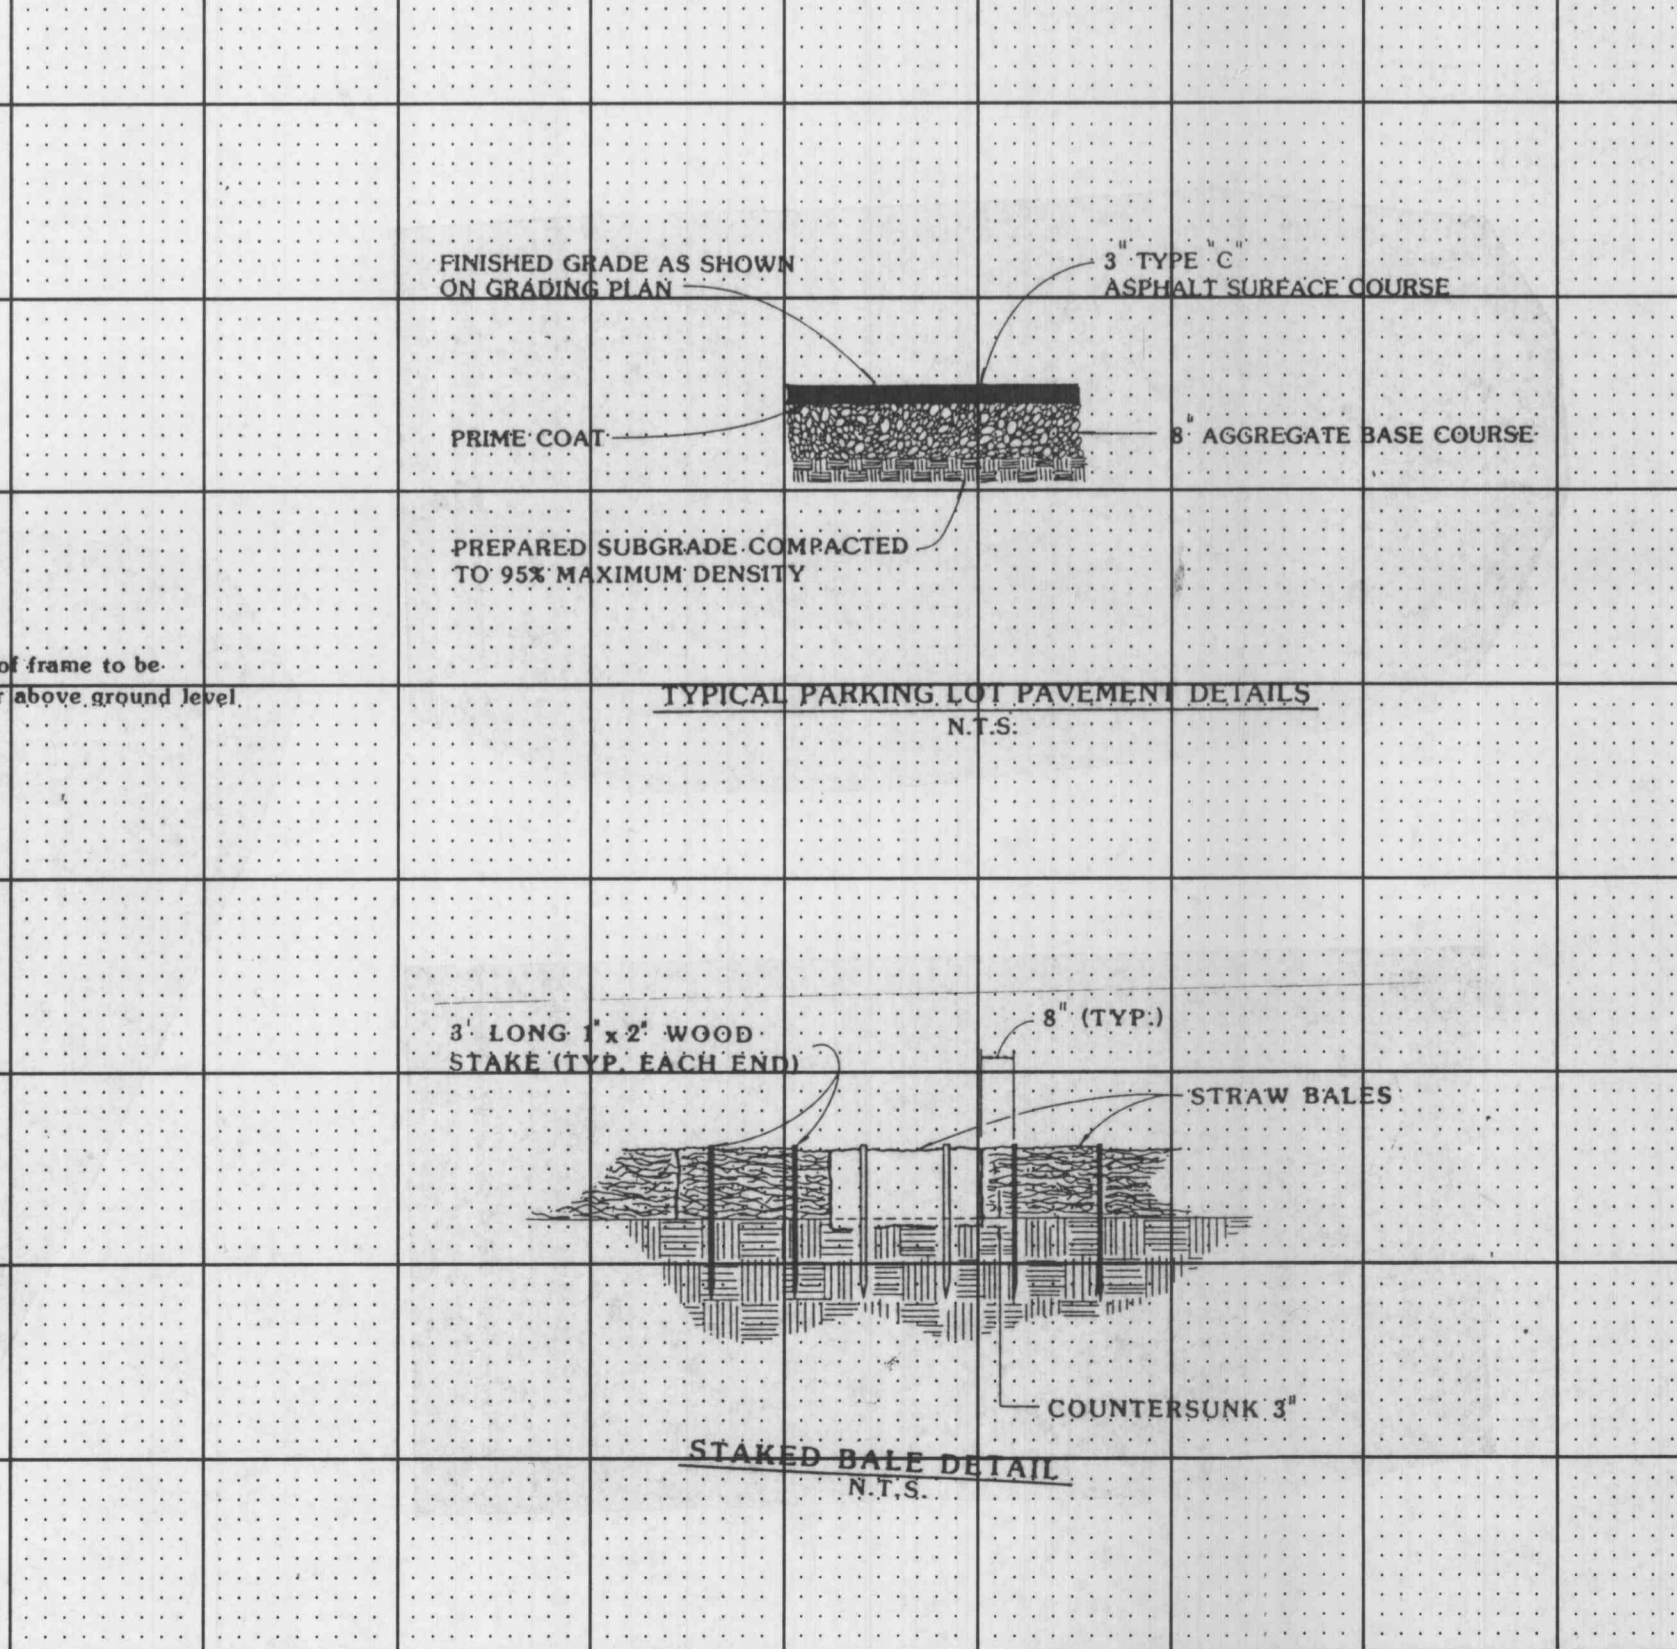 FINISHED GRADE AS SHOWN
ON GRADING PLAN
3" TYPE "C"
ASPHALT SURFACE COURSE
PRIME COAT
8" AGGREGATE BASE COURSE
PREPARED SUBGRADE COMPACTED
TO 95% MAXIMUM DENSITY
of frame to be
above ground level
TYPICAL PARKING LOT PAVEMENT DETAILS
N.T.S.
3' LONG 1" x 2" WOOD
STAKE (TYP. EACH END)
8" (TYP.)
STRAW BALES
COUNTERSUNK 3"
STAKED BALE DETAIL
N.T.S.